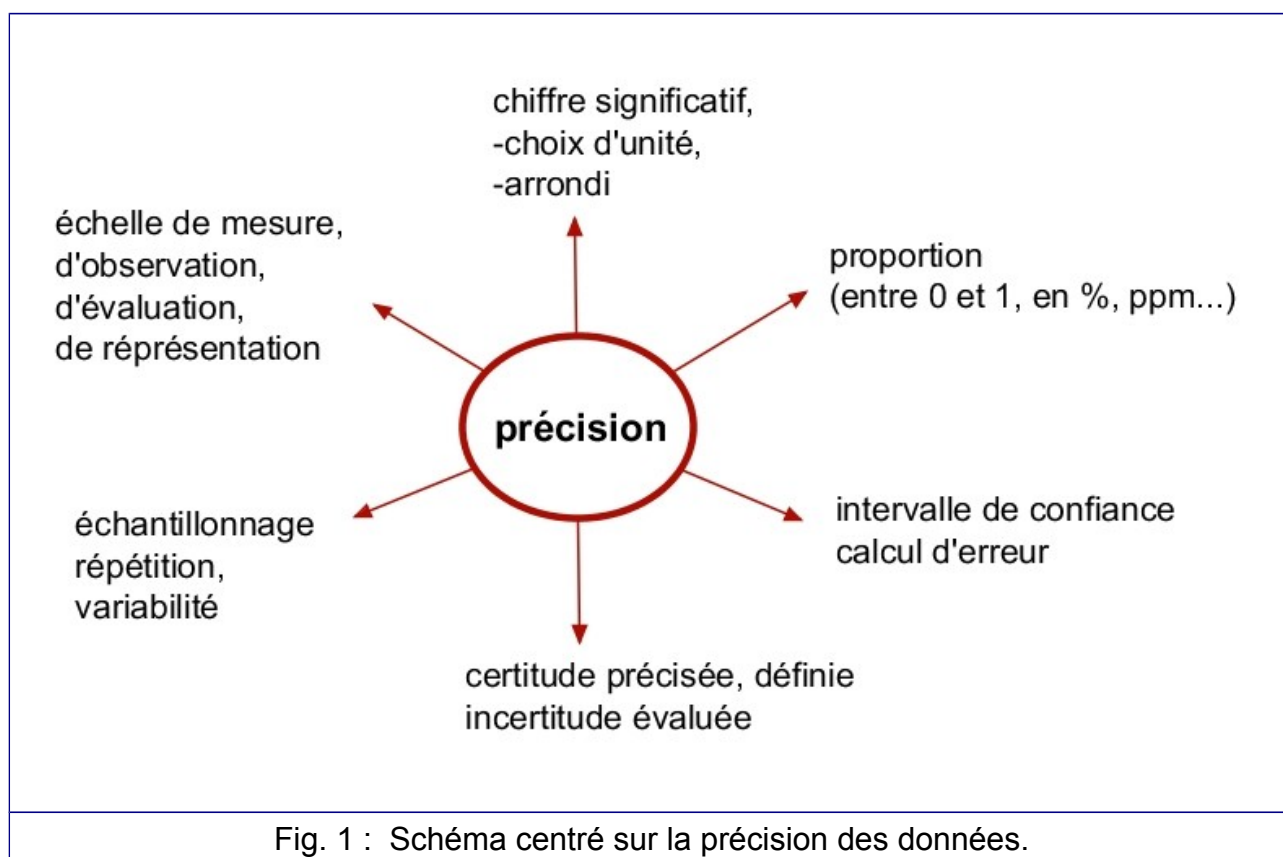 chiffre significatif,
-choix d'unité,
-arrondi
échelle de mesure,
d'observation,
d'évaluation,
de réprésentation
proportion
(entre 0 et 1, en %, ppm...)
précision
échantillonnage
répétition,
variabilité
intervalle de confiance
calcul d'erreur
certitude précisée, définie
incertitude évaluée
Fig. 1 : Schéma centré sur la précision des données.